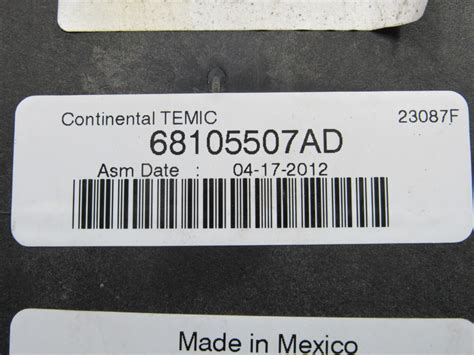 Continental TEMIC 23087F
68105507AD
Asm Date : 04-17-2012
Made in Mexico